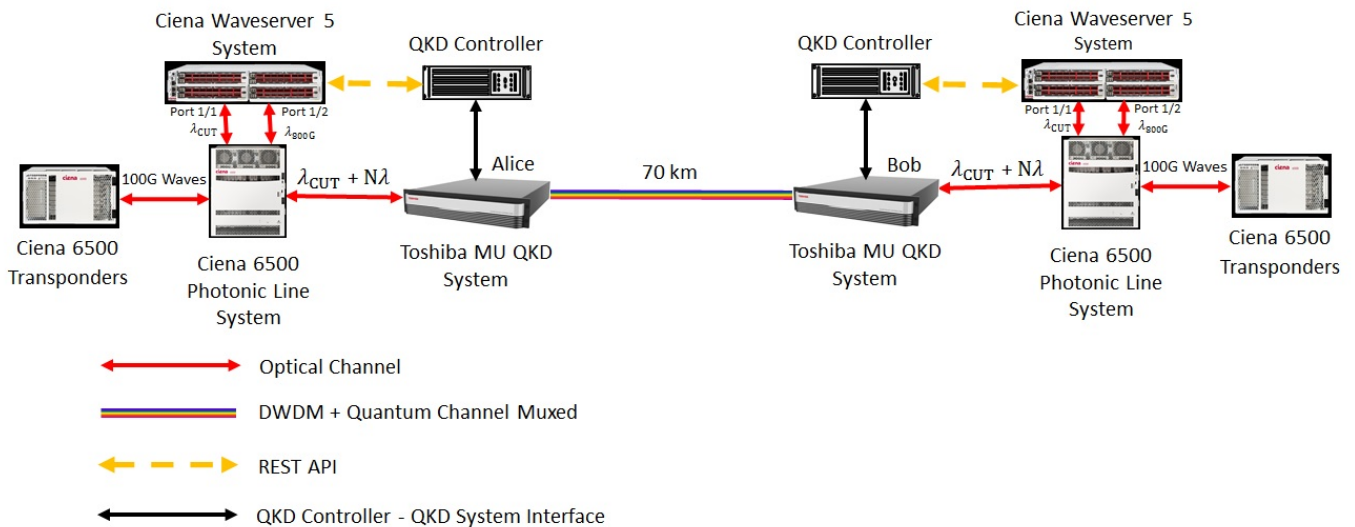 Ciena Waveserver 5
System
QKD Controller
QKD Controller
Ciena Waveserver 5
System
Port 1/1
Port 1/2
λCUT
λ800G
Port 1/1
Port 1/2
λCUT
λ800G
ciena
100G Waves
λCUT + Nλ
Alice
70 km
Bob
λCUT + Nλ
100G Waves
ciena
Ciena 6500
Transponders
Ciena 6500
Photonic Line
System
Toshiba MU QKD
System
Toshiba MU QKD
System
Ciena 6500
Photonic Line
System
Ciena 6500
Transponders
Optical Channel
DWDM + Quantum Channel Muxed
REST API
QKD Controller - QKD System Interface